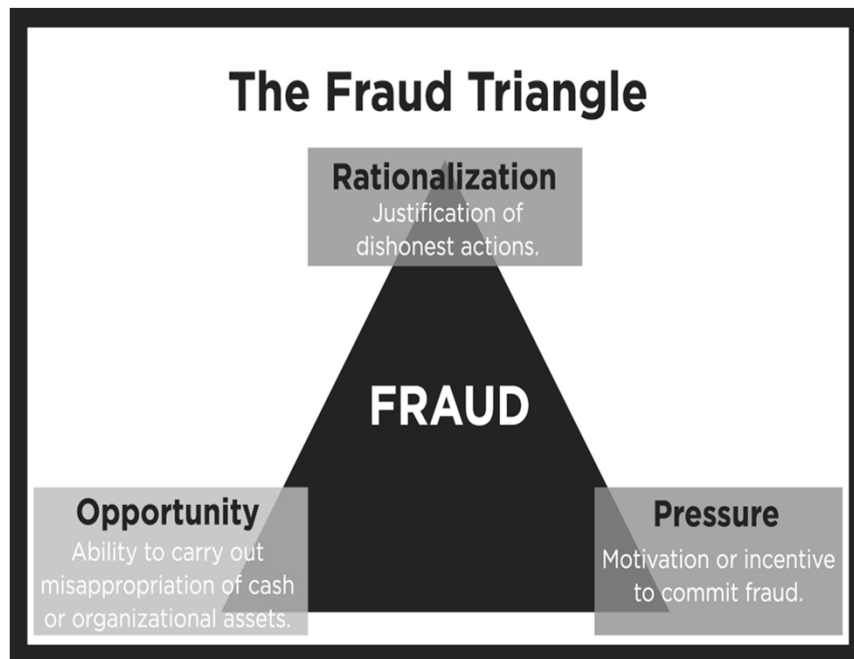 The Fraud Triangle
Rationalization
Justification of
dishonest actions.
FRAUD
Opportunity
Ability to carry out
misappropriation of cash
or organizational assets.
Pressure
Motivation or incentive
to commit fraud.